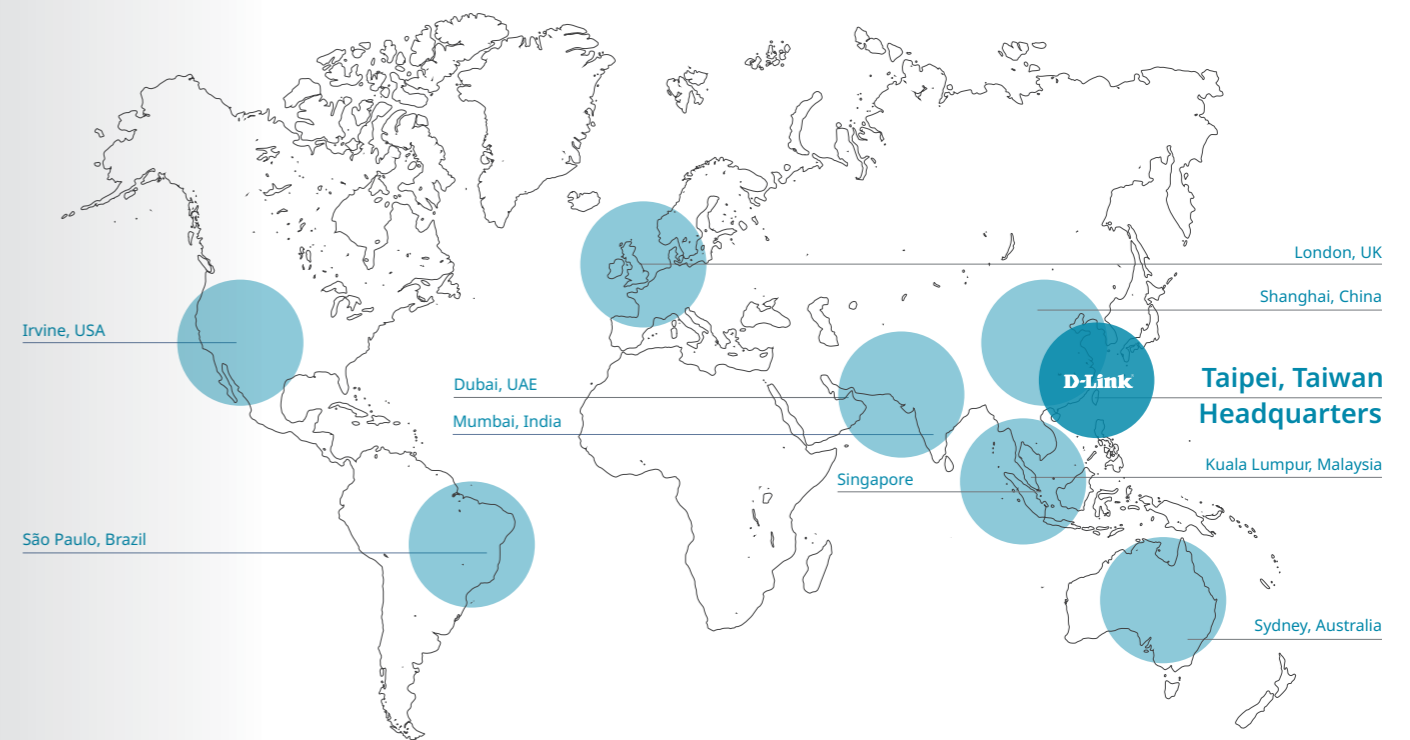 London, UK
Shanghai, China
Irvine, USA
D-Link
Taipei, Taiwan
Headquarters
Dubai, UAE
Mumbai, India
Kuala Lumpur, Malaysia
Singapore
São Paulo, Brazil
Sydney, Australia